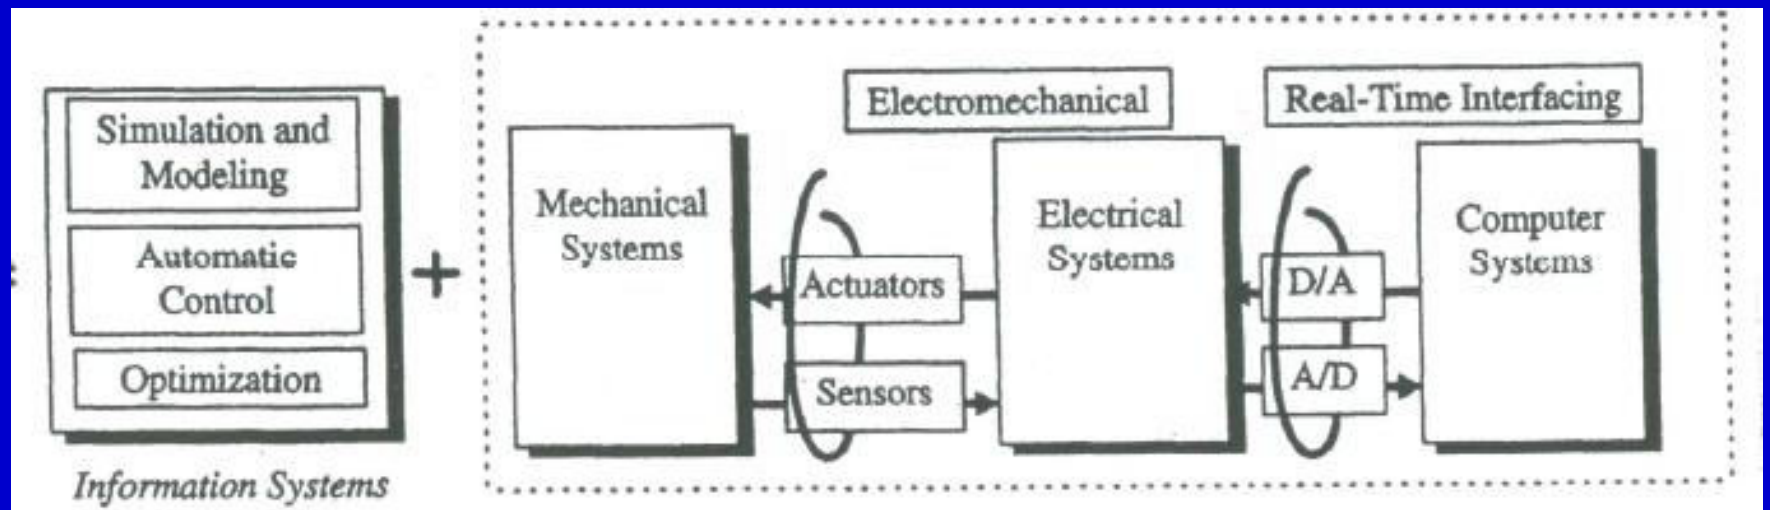 Simulation and
Modeling
Automatic
Control
Optimization
Information Systems
+
Electromechanical
Real-Time Interfacing
Mechanical
Systems
Electrical
Systems
Computer
Systems
Actuators
Sensors
D/A
A/D